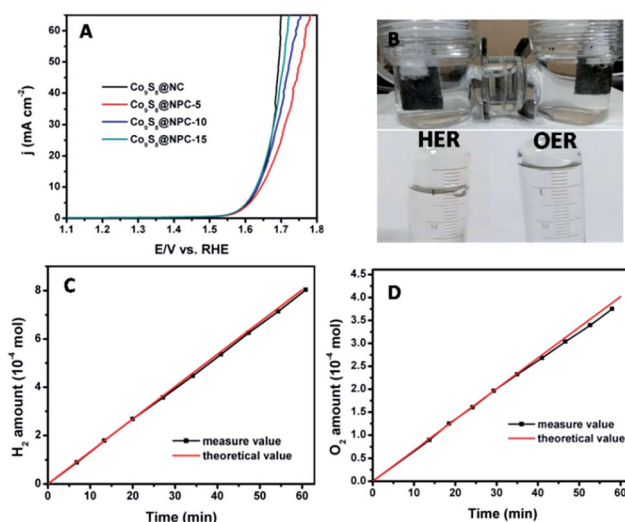 A
Co₉S₈@NC
Co₉S₈@NPC-5
Co₉S₈@NPC-10
Co₉S₈@NPC-15
j (mA cm⁻²)
60
50
40
30
20
10
0
1.1 1.2 1.3 1.4 1.5 1.6 1.7 1.8
E/V vs. RHE
B
HER OER
C
H₂ amount (10⁻⁴ mol)
8
6
4
2
0
measure value
theoretical value
0 10 20 30 40 50 60
Time (min)
D
O₂ amount (10⁻⁴ mol)
4.5
4.0
3.5
3.0
2.5
2.0
1.5
1.0
0.5
0.0
measure value
theoretical value
0 10 20 30 40 50 60
Time (min)